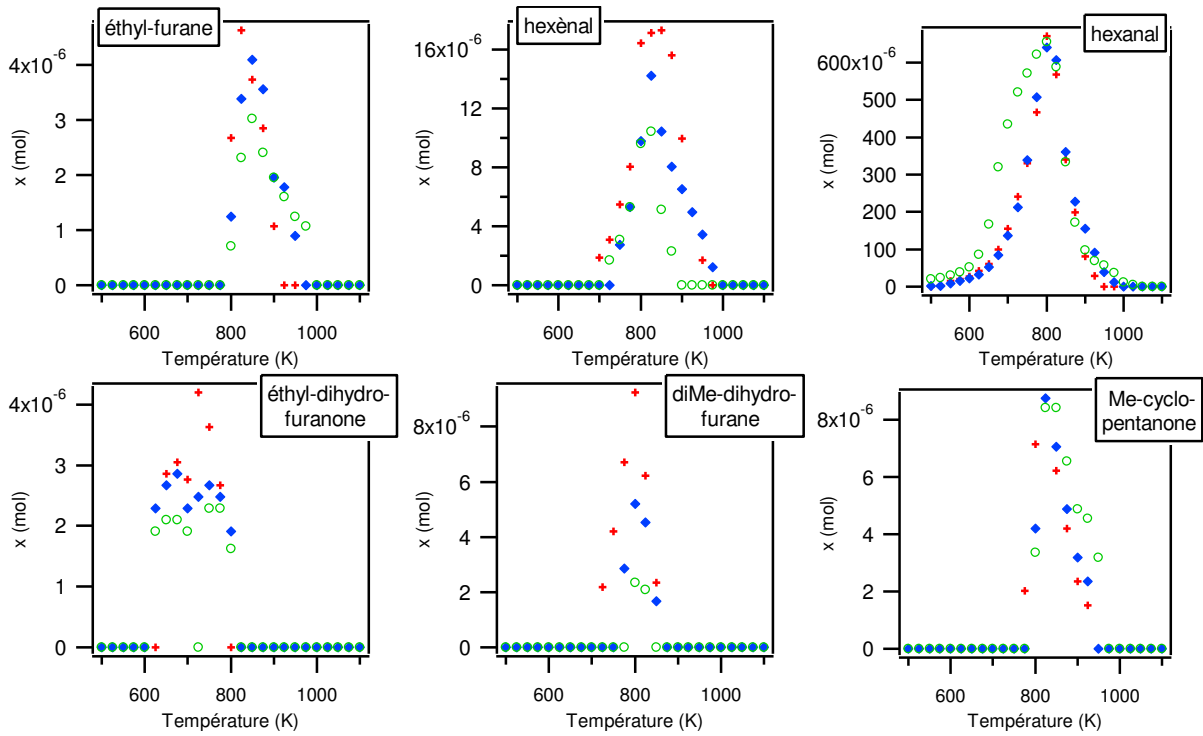 éthyl-furane
4x10⁻⁶
3
2
1
0
x (mol)
600
800
1000
Température (K)
hexènal
16x10⁻⁶
12
8
4
0
x (mol)
600
800
1000
Température (K)
hexanal
600x10⁻⁶
500
400
300
200
100
0
x (mol)
600
800
1000
Température (K)
éthyl-dihydro-
furanone
4x10⁻⁶
3
2
1
0
x (mol)
600
800
1000
Température (K)
diMe-dihydro-
furane
8x10⁻⁶
6
4
2
0
x (mol)
600
800
1000
Température (K)
Me-cyclo-
pentanone
8x10⁻⁶
6
4
2
0
x (mol)
600
800
1000
Température (K)